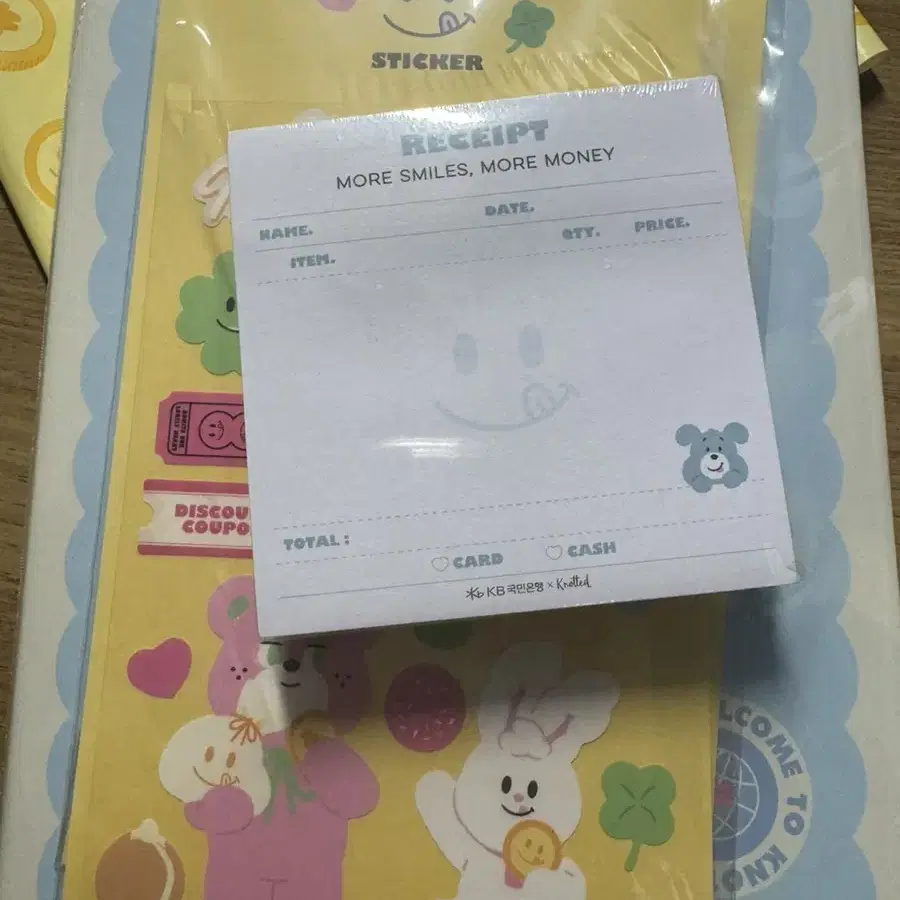 STICKER
RECEIPT
MORE SMILES, MORE MONEY
NAME.
DATE.
ITEM.
QTY.
PRICE.
DISCOU
COUPO
TOTAL :
CARD
CASH
KB KB국민은행 × Knotted
LCOME TO KNO